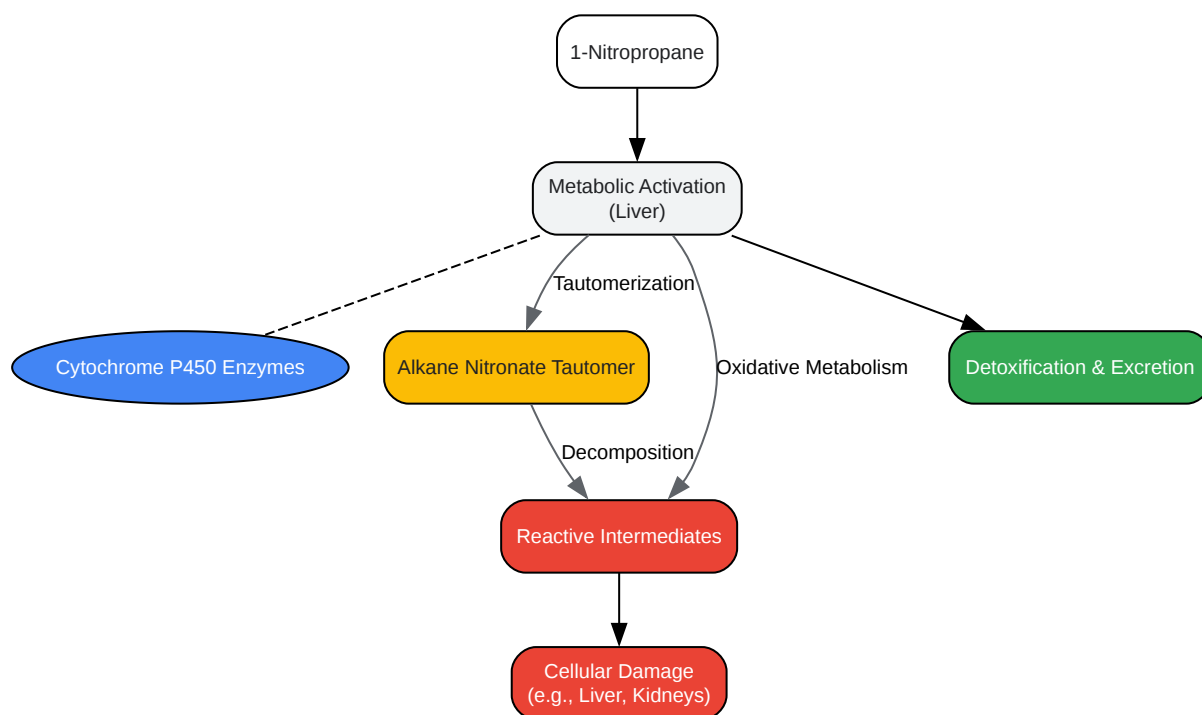 1-Nitropropane
Metabolic Activation
(Liver)
Tautomerization
Cytochrome P450 Enzymes
Alkane Nitronate Tautomer
Oxidative Metabolism
Detoxification & Excretion
Decomposition
Reactive Intermediates
Cellular Damage
(e.g., Liver, Kidneys)